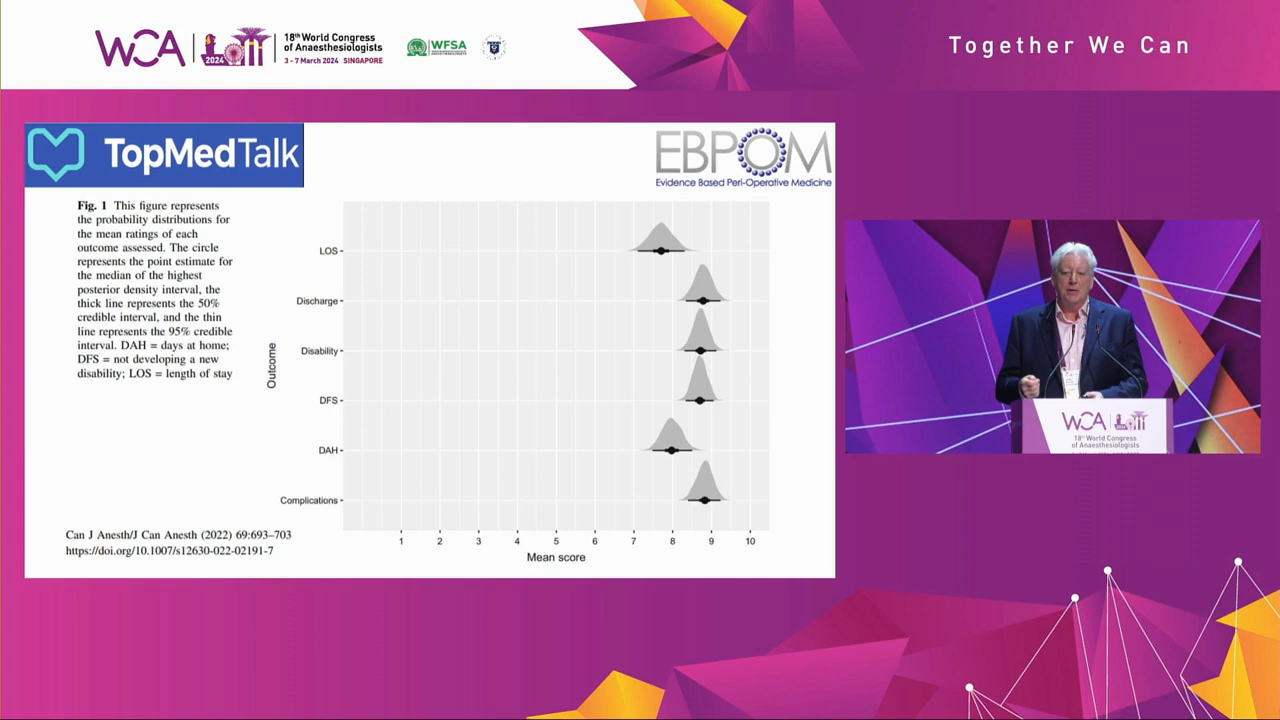 WCA 2024
18th World Congress
of Anaesthesiologists
3 - 7 March 2024 SINGAPORE
WFSA
Together We Can
TopMedTalk
EBPOM
Evidence Based Peri-Operative Medicine
Fig. 1 This figure represents
the probability distributions for
the mean ratings of each
outcome assessed. The circle
represents the point estimate for
the median of the highest
posterior density interval, the
thick line represents the 50%
credible interval, and the thin
line represents the 95% credible
interval. DAH = days at home;
DFS = not developing a new
disability; LOS = length of stay
Outcome
LOS
Discharge
Disability
DFS
DAH
Complications
1 2 3 4 5 6 7 8 9 10
Mean score
Can J Anesth/J Can Anesth (2022) 69:693–703
https://doi.org/10.1007/s12630-022-02191-7
WCA
18th World Congress
of Anaesthesiologists